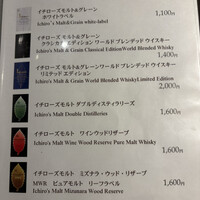 イチローズモルト&グレーン
ホワイトラベル
Ichiro's Malt&Grain white-label
1,100円
イチローズモルト&グレーン
クラシカルエディション ワールド ブレンデッド ウイスキー
Ichiro's Malt & Grain Classical EditionWorld Blended Whisky
1,400円
イチローズモルト&グレーンワールド ブレンデッド ウイスキー
リミテッド エディション
Ichiro's Malt & Grain World Blended WhiskyLimited Edition
2,000円
イチローズモルト ダブルディスティラリーズ
Ichiro's Malt Double Distilleries
1,600円
イチローズモルト ワインウッドリザーブ
Ichiro's Malt Wine Wood Reserve Pure Malt Whisky
1,600円
イチローズモルト ミズナラ・ウッド・リザーブ
MWR ピュアモルト リーフラベル
Ichiro's Malt Mizunara Wood Reserve
1,600円